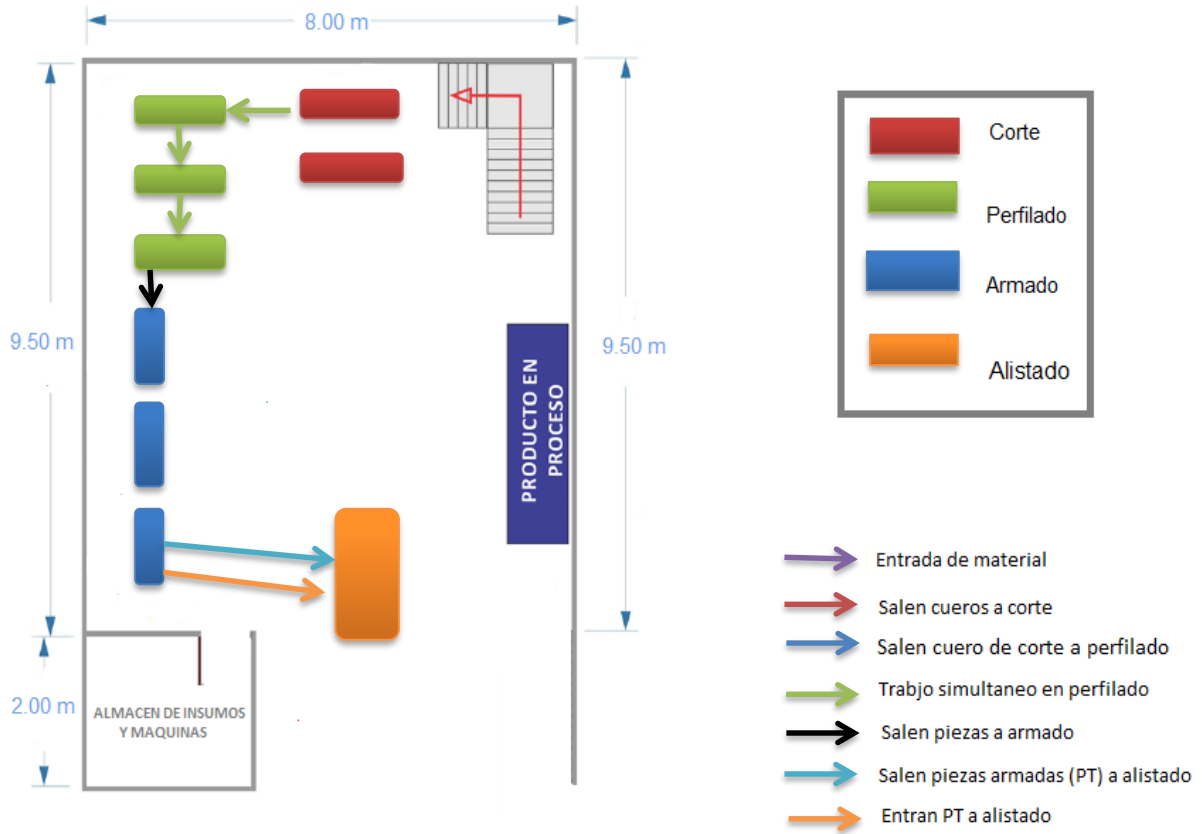 8.00 m
9.50 m
9.50 m
PRODUCTO EN
PROCESO
2.00 m
ALMACEN DE INSUMOS
Y MAQUINAS
Corte
Perfilado
Armado
Alistado
Entrada de material
Salen cueros a corte
Salen cuero de corte a perfilado
Trabjo simultaneo en perfilado
Salen piezas a armado
Salen piezas armadas (PT) a alistado
Entran PT a alistado